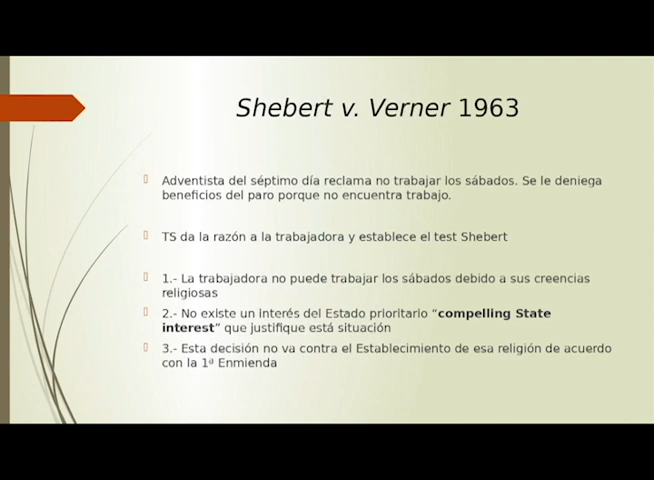 Shebert v. Verner 1963
Adventista del séptimo día reclama no trabajar los sábados. Se le deniega
beneficios del paro porque no encuentra trabajo.
TS da la razón a la trabajadora y establece el test Shebert
1.- La trabajadora no puede trabajar los sábados debido a sus creencias
religiosas
2.- No existe un interés del Estado prioritario “compelling State
interest” que justifique está situación
3.- Esta decisión no va contra el Establecimiento de esa religión de acuerdo
con la 1ª Enmienda